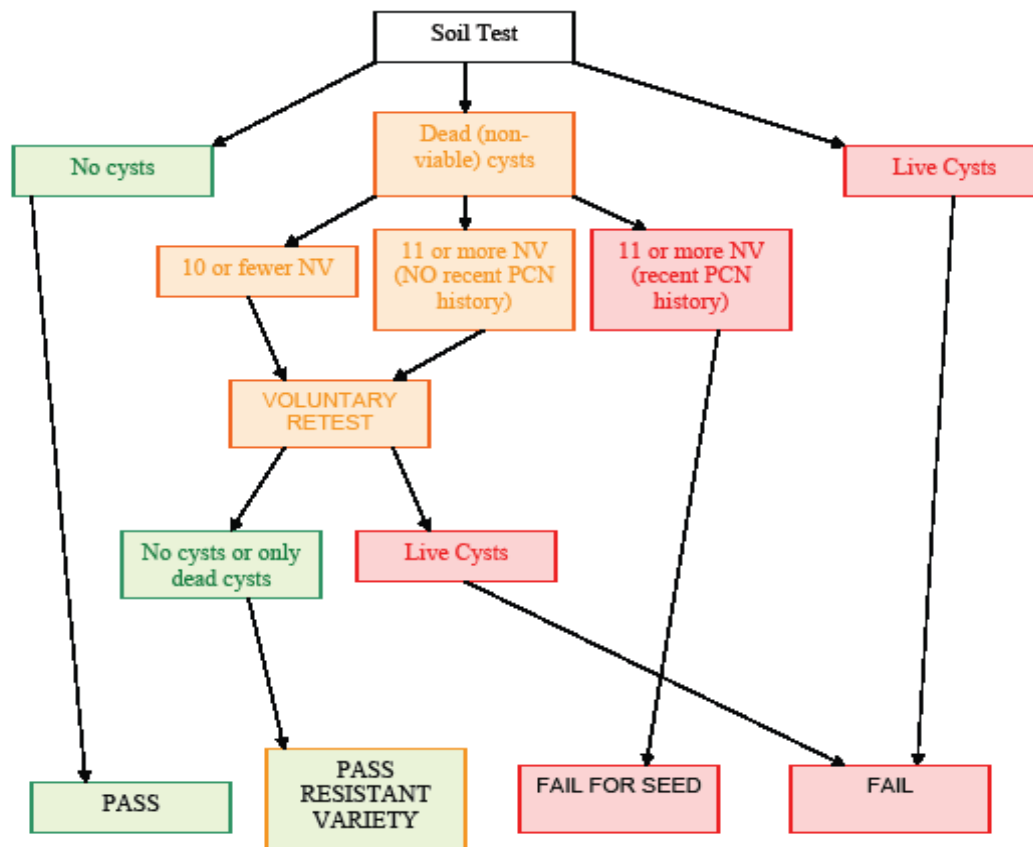 Soil Test
No cysts
Dead (non-
viable) cysts
Live Cysts
10 or fewer NV
11 or more NV
(NO recent PCN
history)
11 or more NV
(recent PCN
history)
VOLUNTARY
RETEST
No cysts or only
dead cysts
Live Cysts
PASS
PASS
RESISTANT
VARIETY
FAIL FOR SEED
FAIL